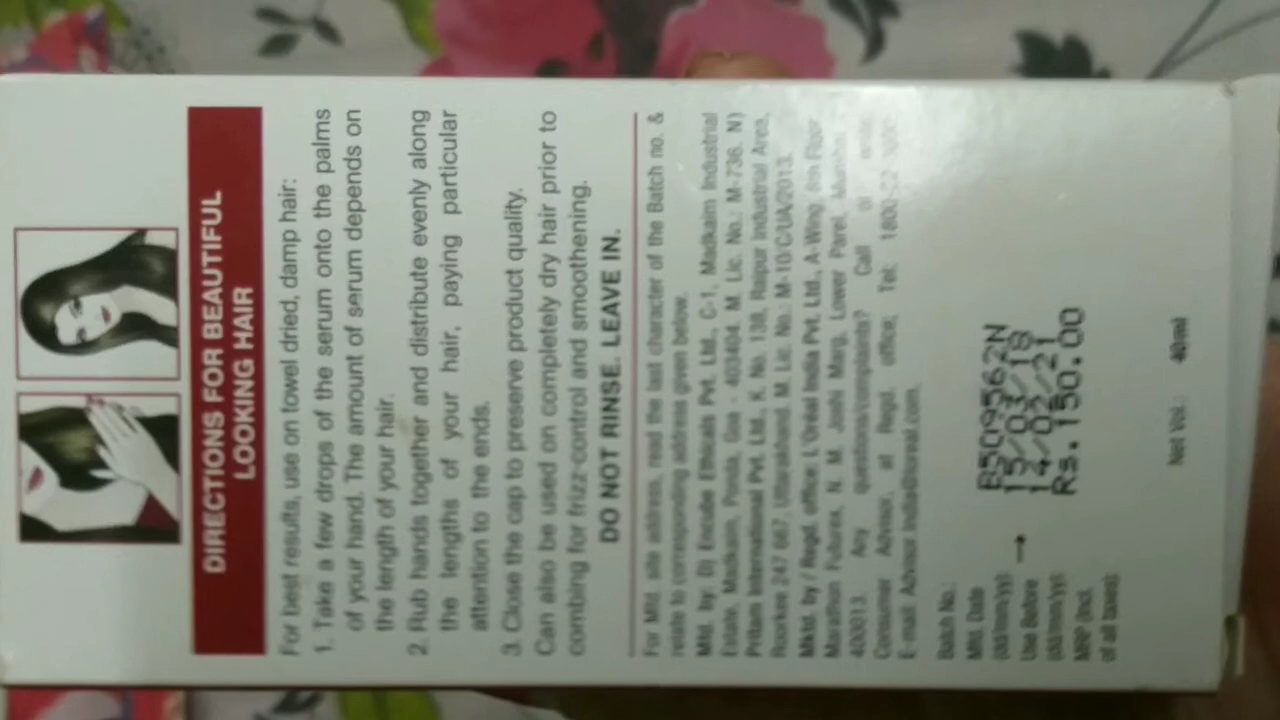 DIRECTIONS FOR BEAUTIFUL
LOOKING HAIR
For best results, use on towel dried, damp hair:
1. Take a few drops of the serum onto the palms
of your hand. The amount of serum depends on
the length of your hair.
2. Rub hands together and distribute evenly along
the lengths of your hair, paying particular
attention to the ends.
3. Close the cap to preserve product quality.
Can also be used on completely dry hair prior to
combing for frizz-control and smoothening.
DO NOT RINSE. LEAVE IN.
For Mfd. site address, read the last character of the Batch no. &
relate to corresponding address given below.
Mfd. by: D) Encube Ethicals Pvt. Ltd., C-1, Madkaim Industrial
Estate, Madkaim, Ponda, Goa - 403404. M. Lic. No.: M-736. N)
Pritam International Pvt. Ltd., K. No. 138, Raipur Industrial Area,
Roorkee 247 667, Uttarakhand. M. Lic. No. M-10/C/UA/2013.
Mktd. by / Regd. office: L'Oréal India Pvt. Ltd., A-Wing, 8th Floor
Marathon Futurex, N. M. Joshi Marg, Lower Parel, Mumbai
400013. Any questions/complaints? Call or
Consumer Advisor, at Regd. office; Tel: 1800
E-mail Advisor.India@loreal.com.
Batch No.: B509562N
Mfd. Date
(dd/mm/yy): 15/03/18
Use Before
(dd/mm/yy): 14/02/21
MRP (Incl.
of all taxes): Rs.150.00
Net Vol.: 40ml